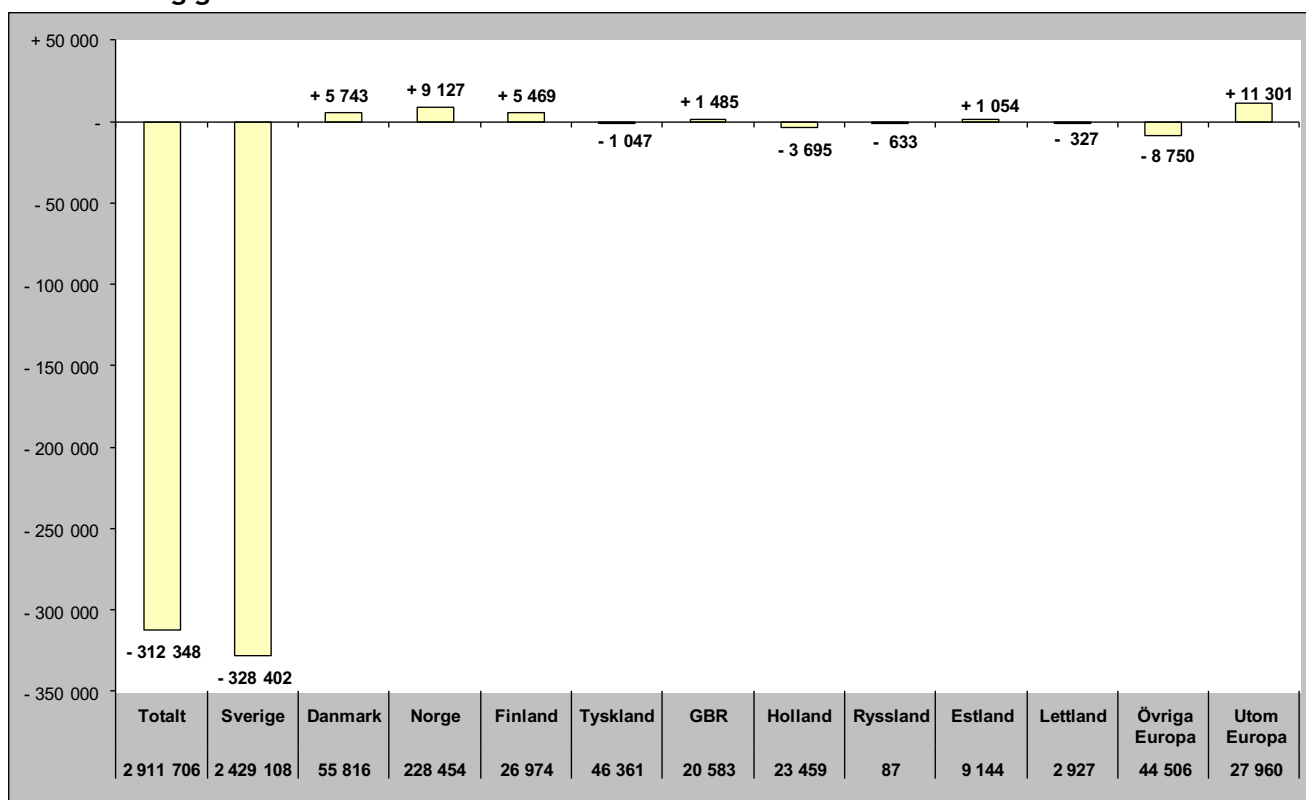 + 50 000
-
- 50 000
- 100 000
- 150 000
- 200 000
- 250 000
- 300 000
- 350 000
+ 5 743
+ 9 127
+ 5 469
- 1 047
+ 1 485
- 3 695
- 633
+ 1 054
- 327
- 8 750
+ 11 301
- 312 348
- 328 402
Totalt Sverige Danmark Norge Finland Tyskland GBR Holland Ryssland Estland Lettland Övriga Europa Utom Europa
2 911 706 2 429 108 55 816 228 454 26 974 46 361 20 583 23 459 87 9 144 2 927 44 506 27 960